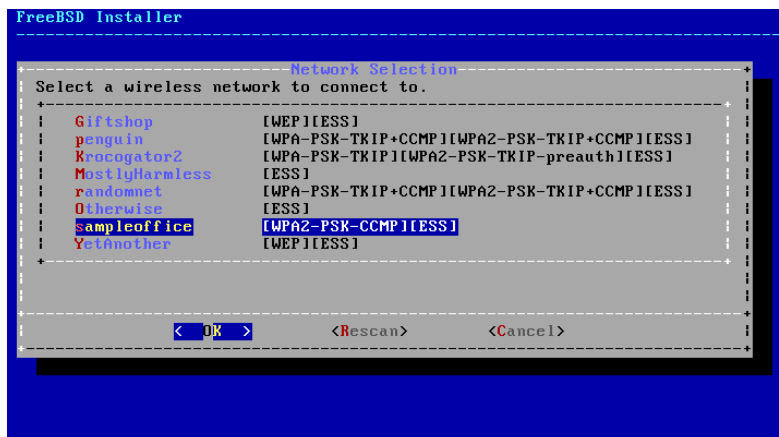 FreeBSD Installer
Network Selection
Select a wireless network to connect to.
Giftshop [WEP][ESS]
penguin [WPA-PSK-TKIP+CCMP][WPA2-PSK-TKIP+CCMP][ESS]
Krocogator2 [WPA-PSK-TKIP][WPA2-PSK-TKIP-preauth][ESS]
MostlyHarmless [ESS]
randomnet [WPA-PSK-TKIP+CCMP][WPA2-PSK-TKIP+CCMP][ESS]
Otherwise [ESS]
sampleoffice [WPA2-PSK-CCMP][ESS]
YetAnother [WEP][ESS]
< OK > <Rescan> <Cancel>